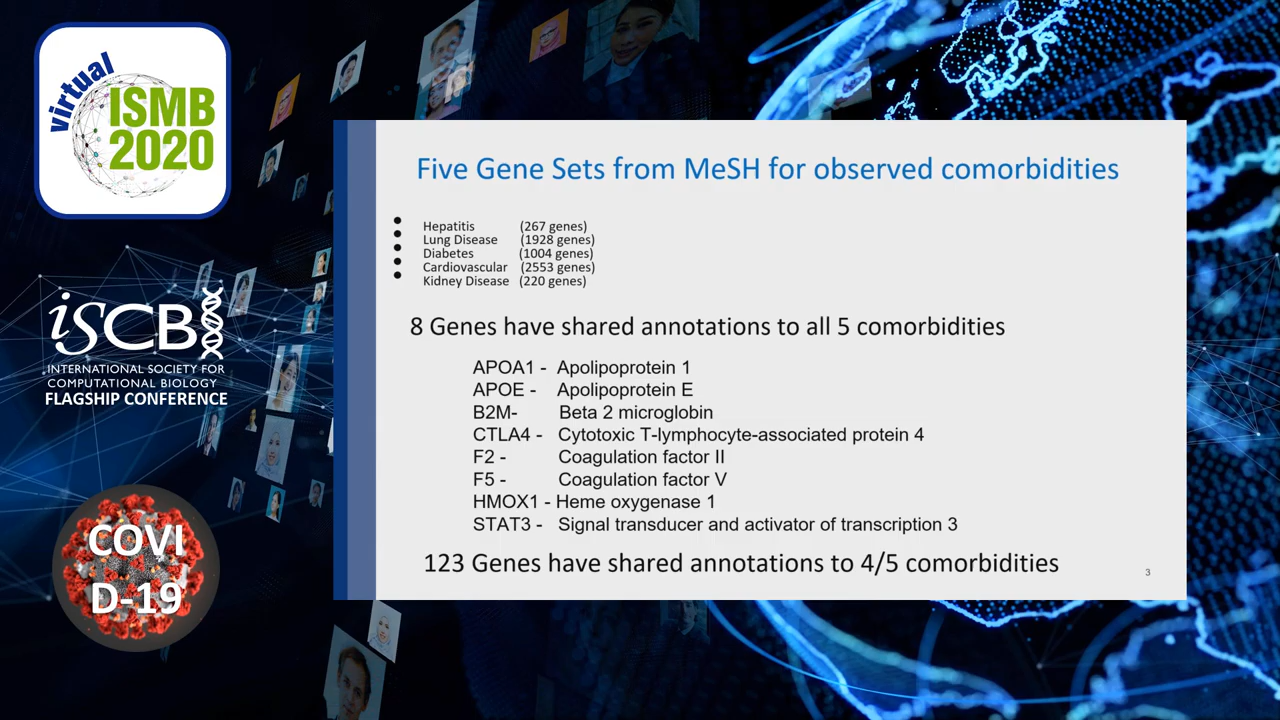 virtual
ISMB
2020
iSCB
INTERNATIONAL SOCIETY FOR
COMPUTATIONAL BIOLOGY
FLAGSHIP CONFERENCE
COVI
D-19
Five Gene Sets from MeSH for observed comorbidities
• Hepatitis (267 genes)
• Lung Disease (1928 genes)
• Diabetes (1004 genes)
• Cardiovascular (2553 genes)
• Kidney Disease (220 genes)
8 Genes have shared annotations to all 5 comorbidities
APOA1 - Apolipoprotein 1
APOE - Apolipoprotein E
B2M- Beta 2 microglobin
CTLA4 - Cytotoxic T-lymphocyte-associated protein 4
F2 - Coagulation factor II
F5 - Coagulation factor V
HMOX1 - Heme oxygenase 1
STAT3 - Signal transducer and activator of transcription 3
123 Genes have shared annotations to 4/5 comorbidities
3